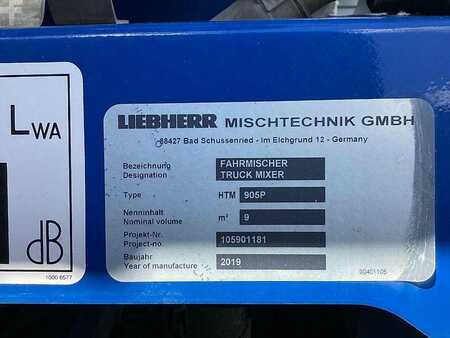 LWA
dB
1000 6577
LIEBHERR MISCHTECHNIK GMBH
88427 Bad Schussenried - Im Elchgrund 12 - Germany
Bezeichnung FAHRMISCHER
Designation TRUCK MIXER
Type HTM 905P
Nenninhalt
Nominal volume m³ 9
Projekt-Nr.
Project-no. 105901181
Baujahr
Year of manufacture 2019